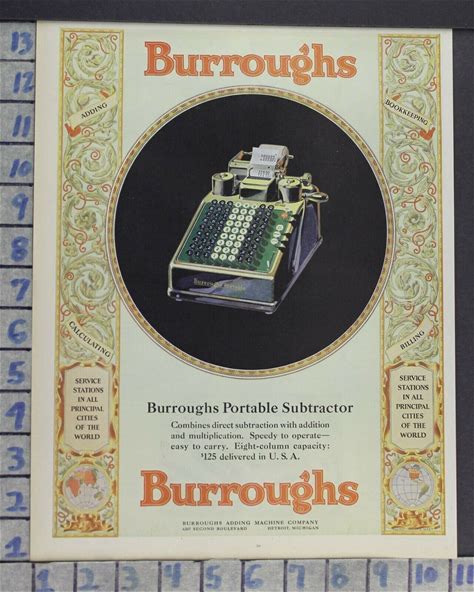 Burroughs
ADDING
BOOKKEEPING
Burroughs Portable
CALCULATING
BILLING
SERVICE
STATIONS
IN ALL
PRINCIPAL
CITIES
OF THE
WORLD
SERVICE
STATIONS
IN ALL
PRINCIPAL
CITIES
OF THE
WORLD
Burroughs Portable Subtractor
Combines direct subtraction with addition
and multiplication. Speedy to operate—
easy to carry. Eight-column capacity:
$125 delivered in U. S. A.
Burroughs
BURROUGHS ADDING MACHINE COMPANY
SECOND BOULEVARD DETROIT, MICHIGAN
13
12
11
10
9
8
7
6
5
4
3
2
1
1 2 3 4 5 6 7 8 9 10 11